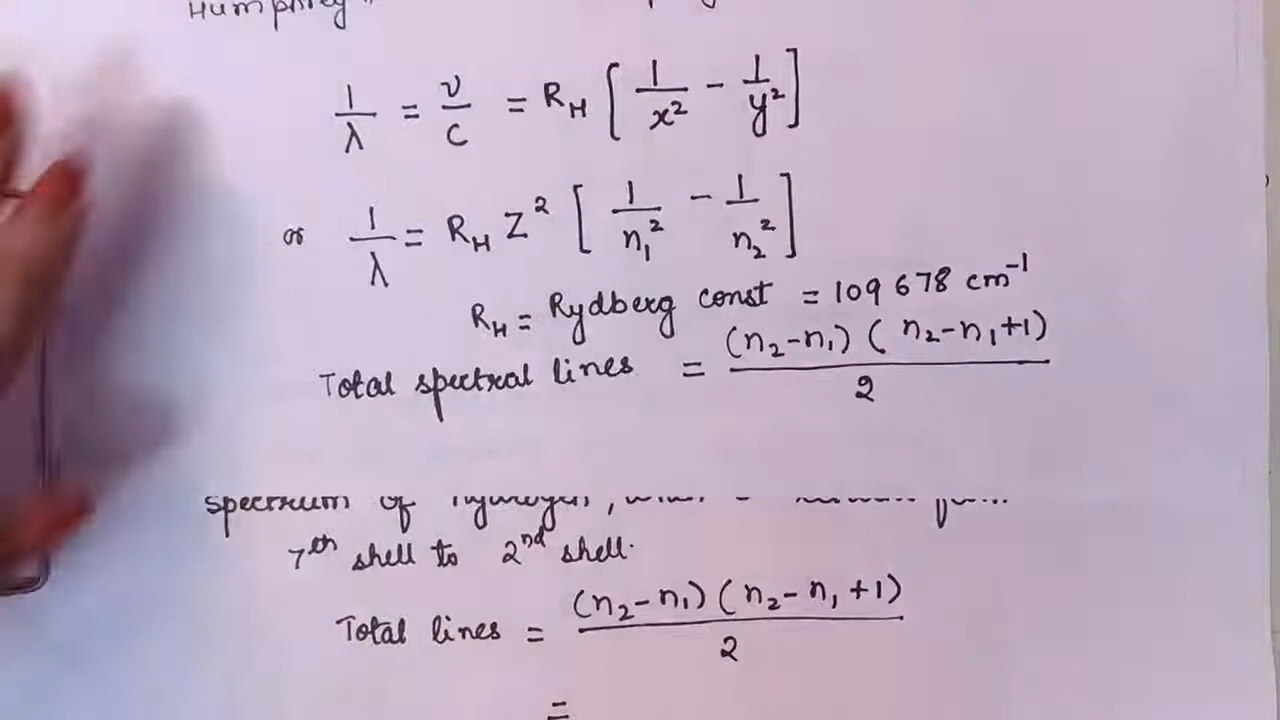 Humphrey
1/λ = ν/c = R_H [ 1/x² - 1/y² ]
or 1/λ = R_H Z² [ 1/n₁² - 1/n₂² ]
R_H = Rydberg const = 109 678 cm⁻¹
Total spectral lines = (n₂-n₁) ( n₂-n₁+1) / 2
spectrum of hydrogen,
7th shell to 2nd shell.
Total lines = (n₂-n₁) (n₂-n₁+1) / 2
=